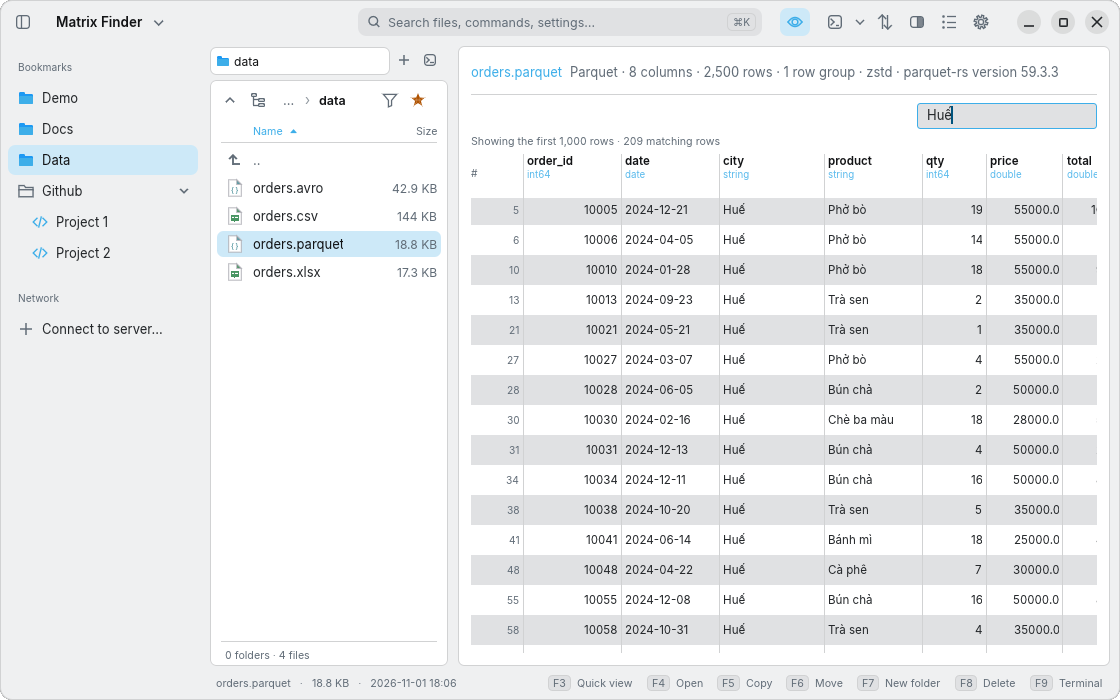 Matrix Finder
Search files, commands, settings...
⌘K
Bookmarks
Demo
Docs
Data
Github
Project 1
Project 2
Network
Connect to server...
data
... › data
Name Size
..
orders.avro 42.9 KB
orders.csv 144 KB
orders.parquet 18.8 KB
orders.xlsx 17.3 KB
0 folders · 4 files
orders.parquet Parquet · 8 columns · 2,500 rows · 1 row group · zstd · parquet-rs version 59.3.3
Huế
Showing the first 1,000 rows · 209 matching rows
# order_id date city product qty price total
int64 date string string int64 double double
5 10005 2024-12-21 Huế Phở bò 19 55000.0
6 10006 2024-04-05 Huế Phở bò 14 55000.0
10 10010 2024-01-28 Huế Phở bò 18 55000.0
13 10013 2024-09-23 Huế Trà sen 2 35000.0
21 10021 2024-05-21 Huế Trà sen 1 35000.0
27 10027 2024-03-07 Huế Phở bò 4 55000.0
28 10028 2024-06-05 Huế Bún chả 2 50000.0
30 10030 2024-02-16 Huế Chè ba màu 18 28000.0
31 10031 2024-12-13 Huế Bún chả 4 50000.0
34 10034 2024-12-11 Huế Bún chả 16 50000.0
38 10038 2024-10-20 Huế Trà sen 5 35000.0
41 10041 2024-06-14 Huế Bánh mì 18 25000.0
48 10048 2024-04-22 Huế Cà phê 7 30000.0
55 10055 2024-12-08 Huế Bún chả 16 50000.0
58 10058 2024-10-31 Huế Trà sen 4 35000.0
orders.parquet · 18.8 KB · 2026-11-01 18:06
F3 Quick view F4 Open F5 Copy F6 Move F7 New folder F8 Delete F9 Terminal